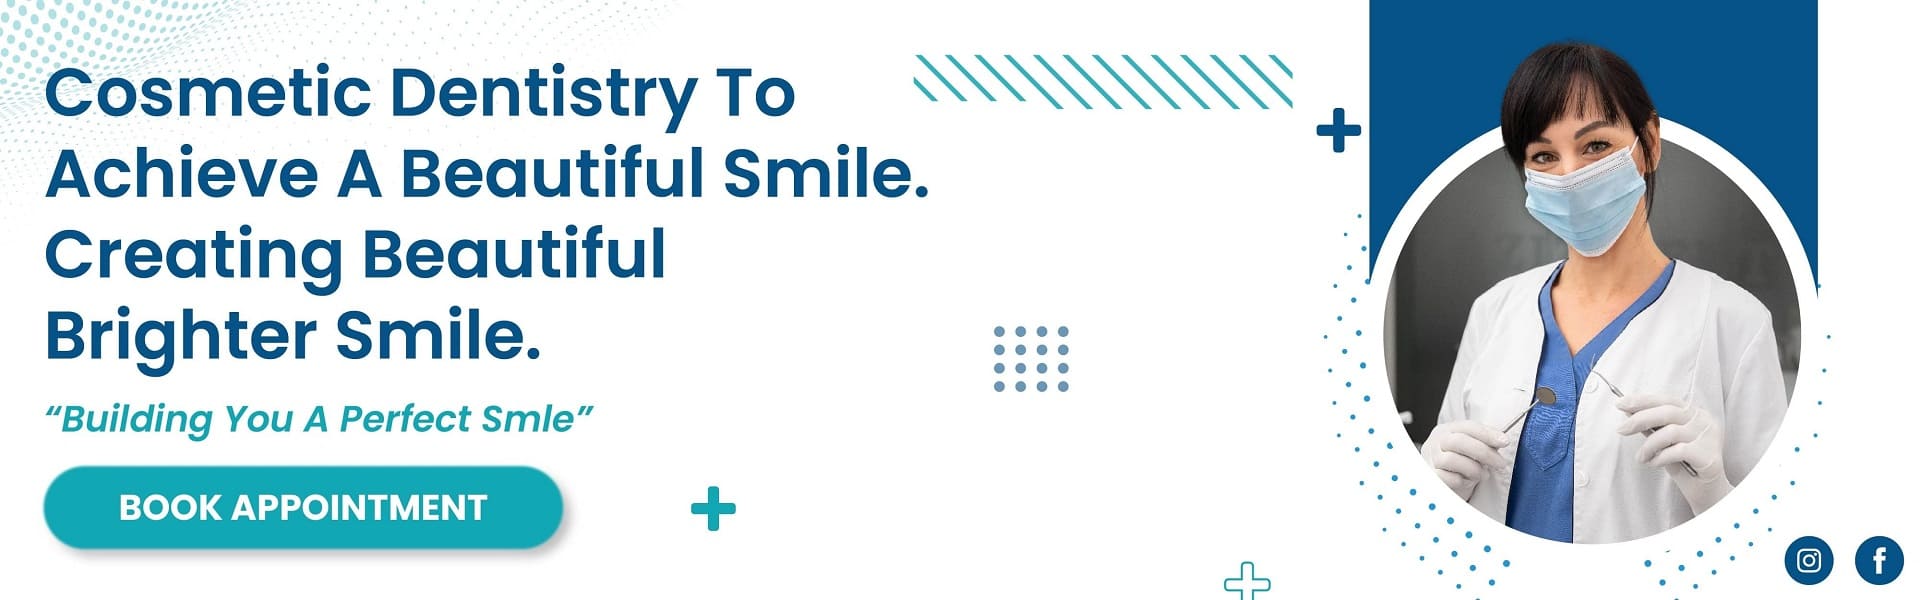 Cosmetic Dentistry To
Achieve A Beautiful Smile.
Creating Beautiful
Brighter Smile.
“Building You A Perfect Smle”
BOOK APPOINTMENT